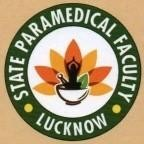 STATE PARAMEDICAL FACULTY
LUCKNOW